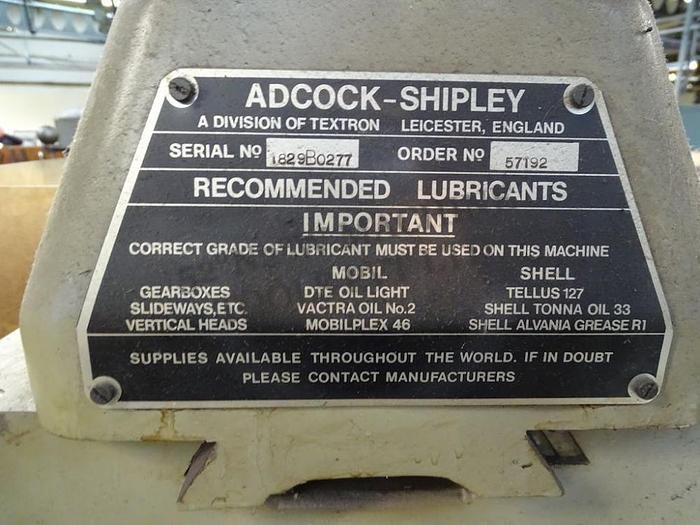 ADCOCK-SHIPLEY
A DIVISION OF TEXTRON LEICESTER, ENGLAND
SERIAL Nº 1829B0277 ORDER Nº 57192
RECOMMENDED LUBRICANTS
IMPORTANT
CORRECT GRADE OF LUBRICANT MUST BE USED ON THIS MACHINE
MOBIL SHELL
GEARBOXES DTE OIL LIGHT TELLUS 127
SLIDEWAYS, ETC. VACTRA OIL No.2 SHELL TONNA OIL 33
VERTICAL HEADS MOBILPLEX 46 SHELL ALVANIA GREASE R1
SUPPLIES AVAILABLE THROUGHOUT THE WORLD. IF IN DOUBT
PLEASE CONTACT MANUFACTURERS